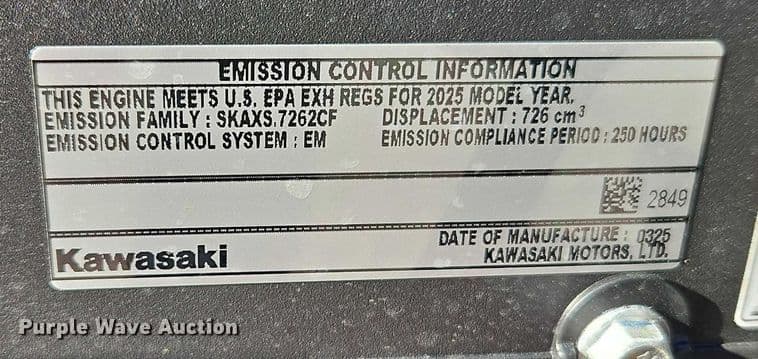 EMISSION CONTROL INFORMATION
THIS ENGINE MEETS U.S. EPA EXH REGS FOR 2025 MODEL YEAR.
EMISSION FAMILY : SKAXS.7262CF DISPLACEMENT : 726 cm³
EMISSION CONTROL SYSTEM : EM EMISSION COMPLIANCE PERIOD : 250 HOURS
2849
DATE OF MANUFACTURE : 0325
Kawasaki KAWASAKI MOTORS, LTD.
Purple Wave Auction